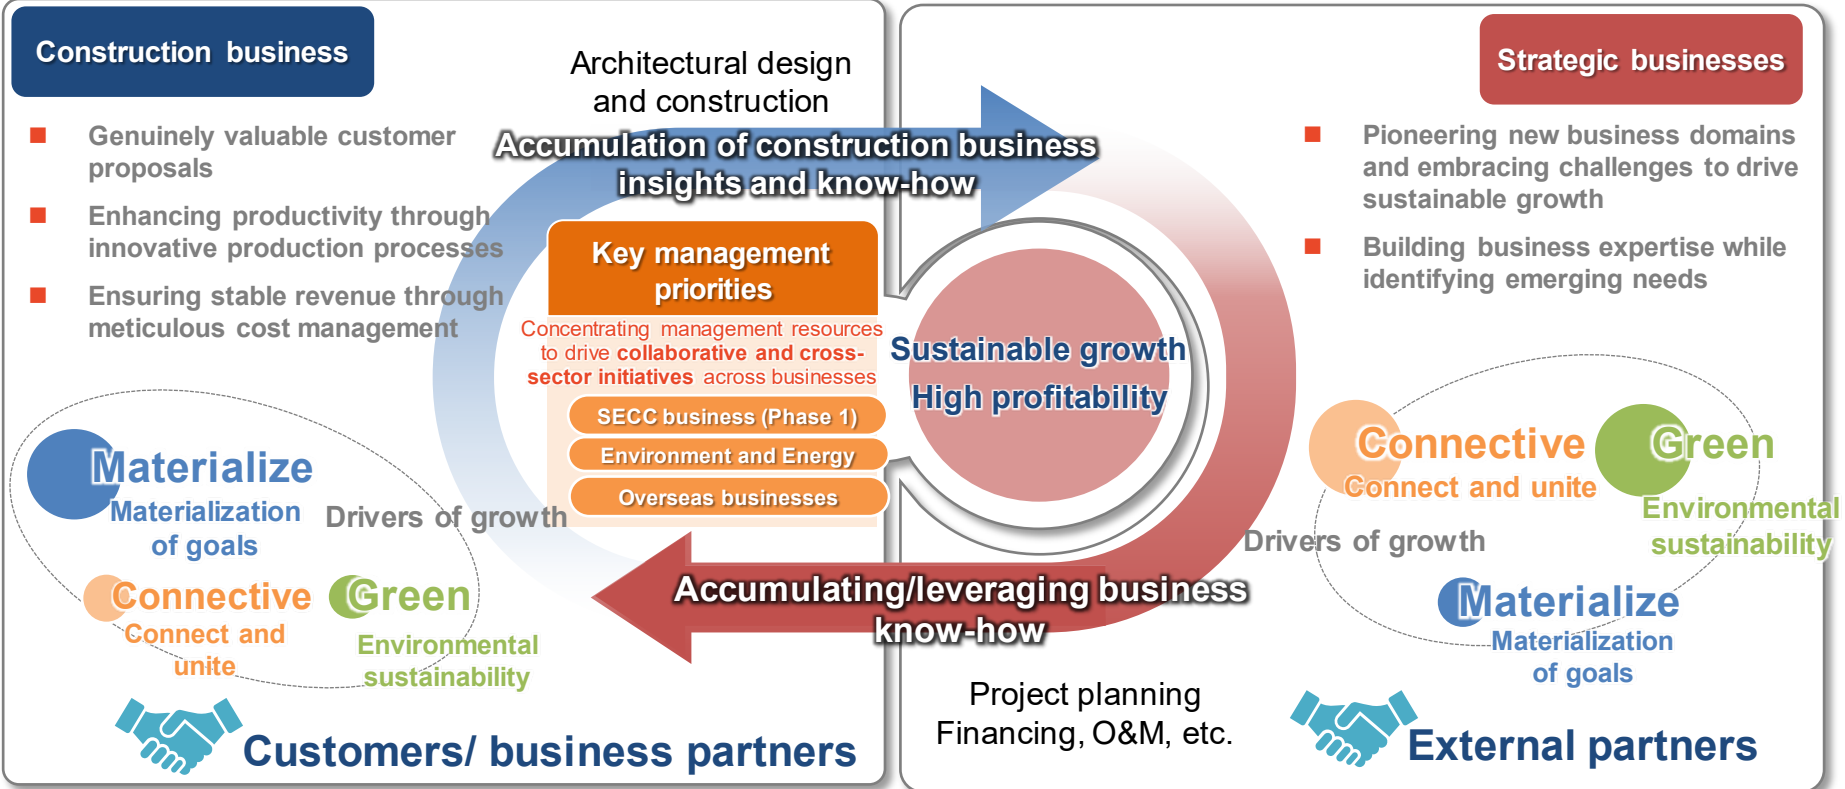 Construction business
Genuinely valuable customer
proposals
Enhancing productivity through
innovative production processes
Ensuring stable revenue through
meticulous cost management
Architectural design
and construction
Accumulation of construction business
insights and know-how
Key management
priorities
Concentrating management resources
to drive collaborative and cross-
sector initiatives across businesses
SECC business (Phase 1)
Environment and Energy
Overseas businesses
Sustainable growth
High profitability
Materialize
Materialization
of goals
Drivers of growth
Connective
Connect and
unite
Green
Environmental
sustainability
Customers/ business partners
Strategic businesses
Pioneering new business domains
and embracing challenges to drive
sustainable growth
Building business expertise while
identifying emerging needs
Connective
Connect and unite
Green
Environmental
sustainability
Drivers of growth
Materialize
Materialization
of goals
Accumulating/leveraging business
know-how
Project planning
Financing, O&M, etc.
External partners